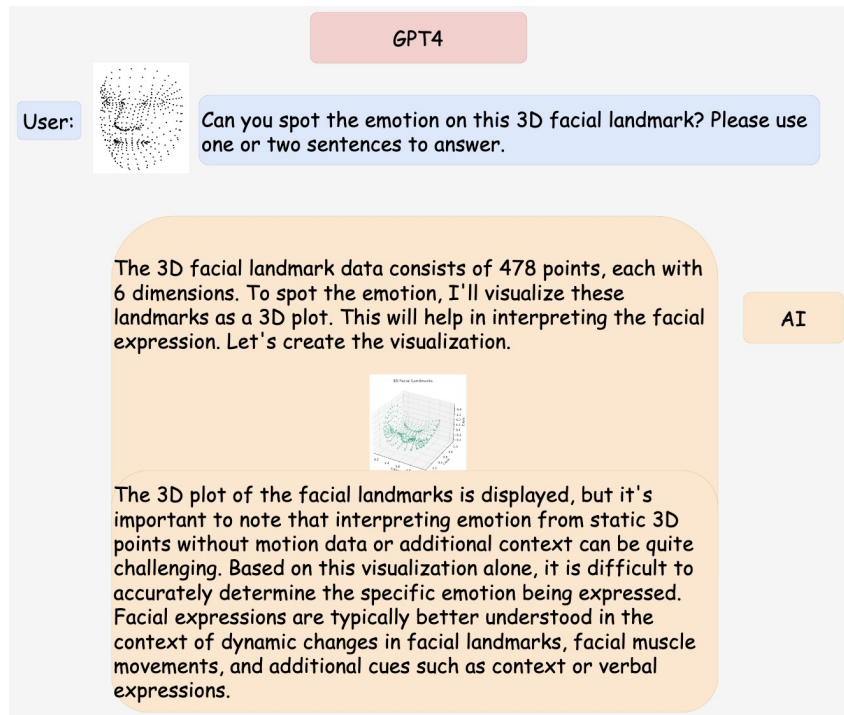 GPT4
User:
Can you spot the emotion on this 3D facial landmark? Please use
one or two sentences to answer.
The 3D facial landmark data consists of 478 points, each with
6 dimensions. To spot the emotion, I'll visualize these
landmarks as a 3D plot. This will help in interpreting the facial
expression. Let's create the visualization.
AI
3D Facial Landmarks
The 3D plot of the facial landmarks is displayed, but it's
important to note that interpreting emotion from static 3D
points without motion data or additional context can be quite
challenging. Based on this visualization alone, it is difficult to
accurately determine the specific emotion being expressed.
Facial expressions are typically better understood in the
context of dynamic changes in facial landmarks, facial muscle
movements, and additional cues such as context or verbal
expressions.